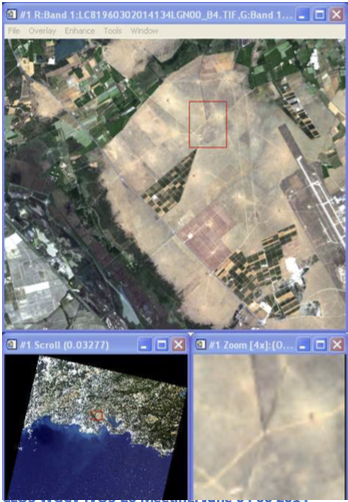 #1 R:Band 1:LC81960302014134LGN00_B4.TIF,G:Band 1...
File Overlay Enhance Tools Window
#1 Scroll (0.03277)
#1 Zoom [4x]:(O...